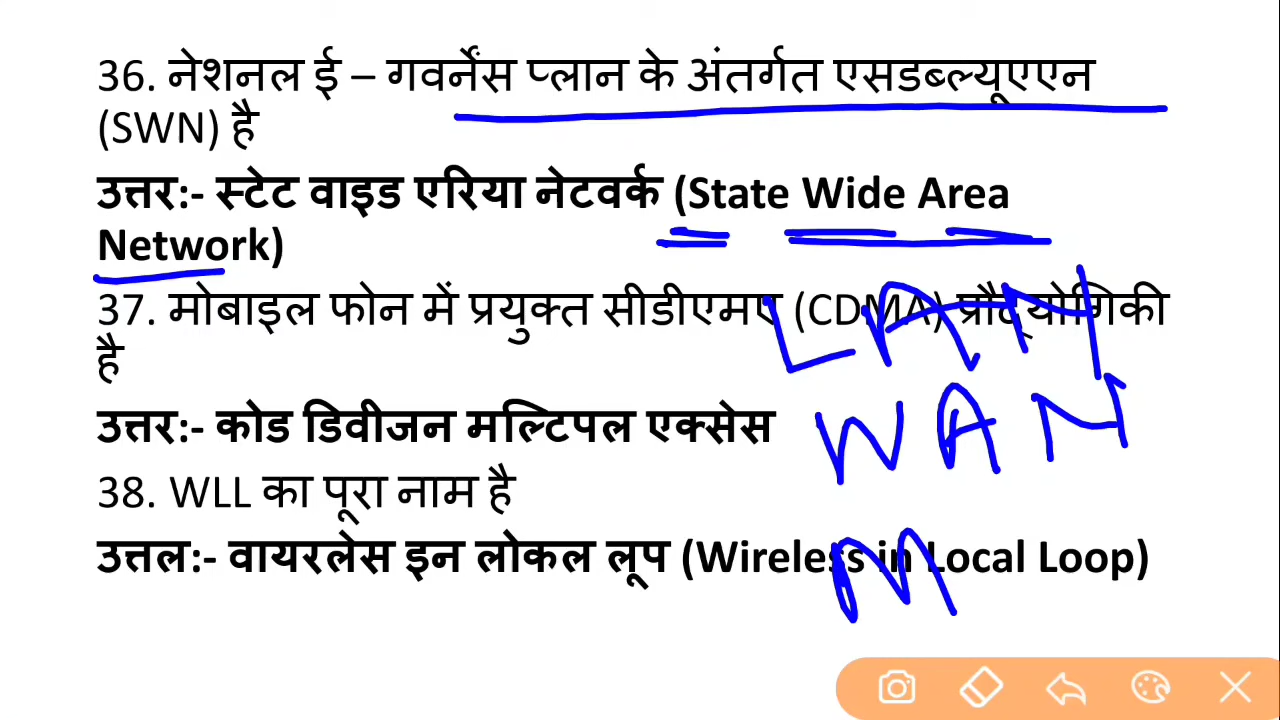 36. नेशनल ई – गवर्नेंस प्लान के अंतर्गत एसडब्ल्यूएएन
(SWN) है
उत्तर:- स्टेट वाइड एरिया नेटवर्क (State Wide Area
Network)
37. मोबाइल फोन में प्रयुक्त सीडीएमए (CDMA) प्रौद्योगिकी
है
LAN
उत्तर:- कोड डिवीजन मल्टिपल एक्सेस
WAN
38. WLL का पूरा नाम है
उत्तल:- वायरलेस इन लोकल लूप (Wireless in Local Loop)
M